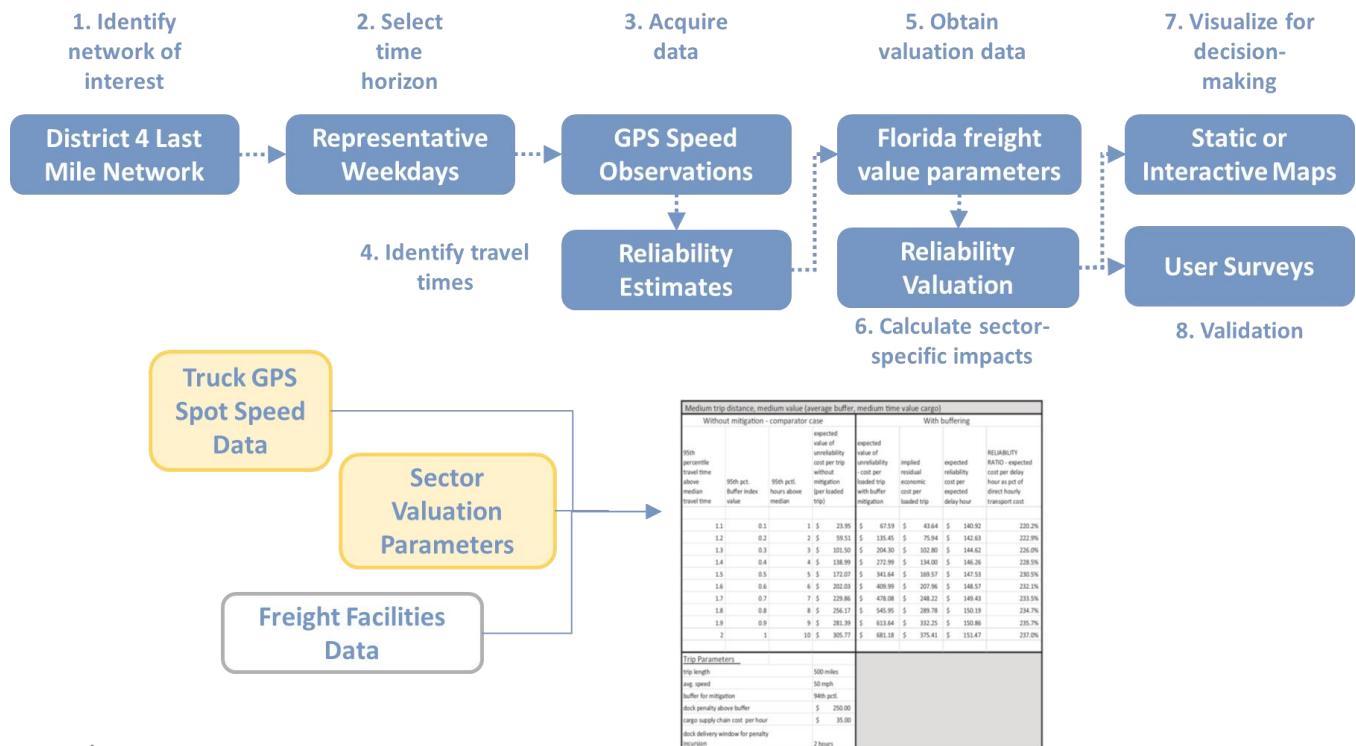 1. Identify
network of
interest
2. Select
time
horizon
3. Acquire
data
5. Obtain
valuation data
7. Visualize for
decision-
making
District 4 Last
Mile Network
Representative
Weekdays
GPS Speed
Observations
Florida freight
value parameters
Static or
Interactive Maps
4. Identify travel
times
Reliability
Estimates
Reliability
Valuation
User Surveys
6. Calculate sector-
specific impacts
8. Validation
Truck GPS
Spot Speed
Data
Sector
Valuation
Parameters
Freight Facilities
Data
Medium trip distance, medium value (average buffer, medium time value cargo)
Without mitigation - comparator case
With buffering
95th
percentile
travel time
above
median
travel time
95th pct.
Buffer index
value
95th pctl.
hours above
median
expected
value of
unreliability
cost per trip
without
mitigation
(per loaded
trip)
expected
value of
unreliability
- cost per
loaded trip
with buffer
mitigation
implied
residual
economic
cost per
loaded trip
expected
reliability
cost per
expected
delay hour
RELIABILITY
RATIO - expected
cost per delay
hour as pct of
direct hourly
transport cost
1.1 0.1 1 $ 23.95 $ 67.59 $ 43.64 $ 140.92 220.2%
1.2 0.2 2 $ 59.51 $ 135.45 $ 75.94 $ 142.63 222.9%
1.3 0.3 3 $ 101.50 $ 204.30 $ 102.80 $ 144.62 226.0%
1.4 0.4 4 $ 138.99 $ 272.99 $ 134.00 $ 146.26 228.5%
1.5 0.5 5 $ 172.07 $ 341.64 $ 169.57 $ 147.53 230.5%
1.6 0.6 6 $ 202.03 $ 409.99 $ 207.96 $ 148.57 232.1%
1.7 0.7 7 $ 229.86 $ 478.08 $ 248.22 $ 149.43 233.5%
1.8 0.8 8 $ 256.17 $ 545.95 $ 289.78 $ 150.19 234.7%
1.9 0.9 9 $ 281.39 $ 613.64 $ 332.25 $ 150.86 235.7%
2 1 10 $ 305.77 $ 681.18 $ 375.41 $ 151.47 237.0%
Trip Parameters
trip length 500 miles
avg. speed 50 mph
buffer for mitigation 94th pctl.
dock penalty above buffer $ 250.00
cargo supply chain cost per hour $ 35.00
dock delivery window for penalty
incursion 2 hours